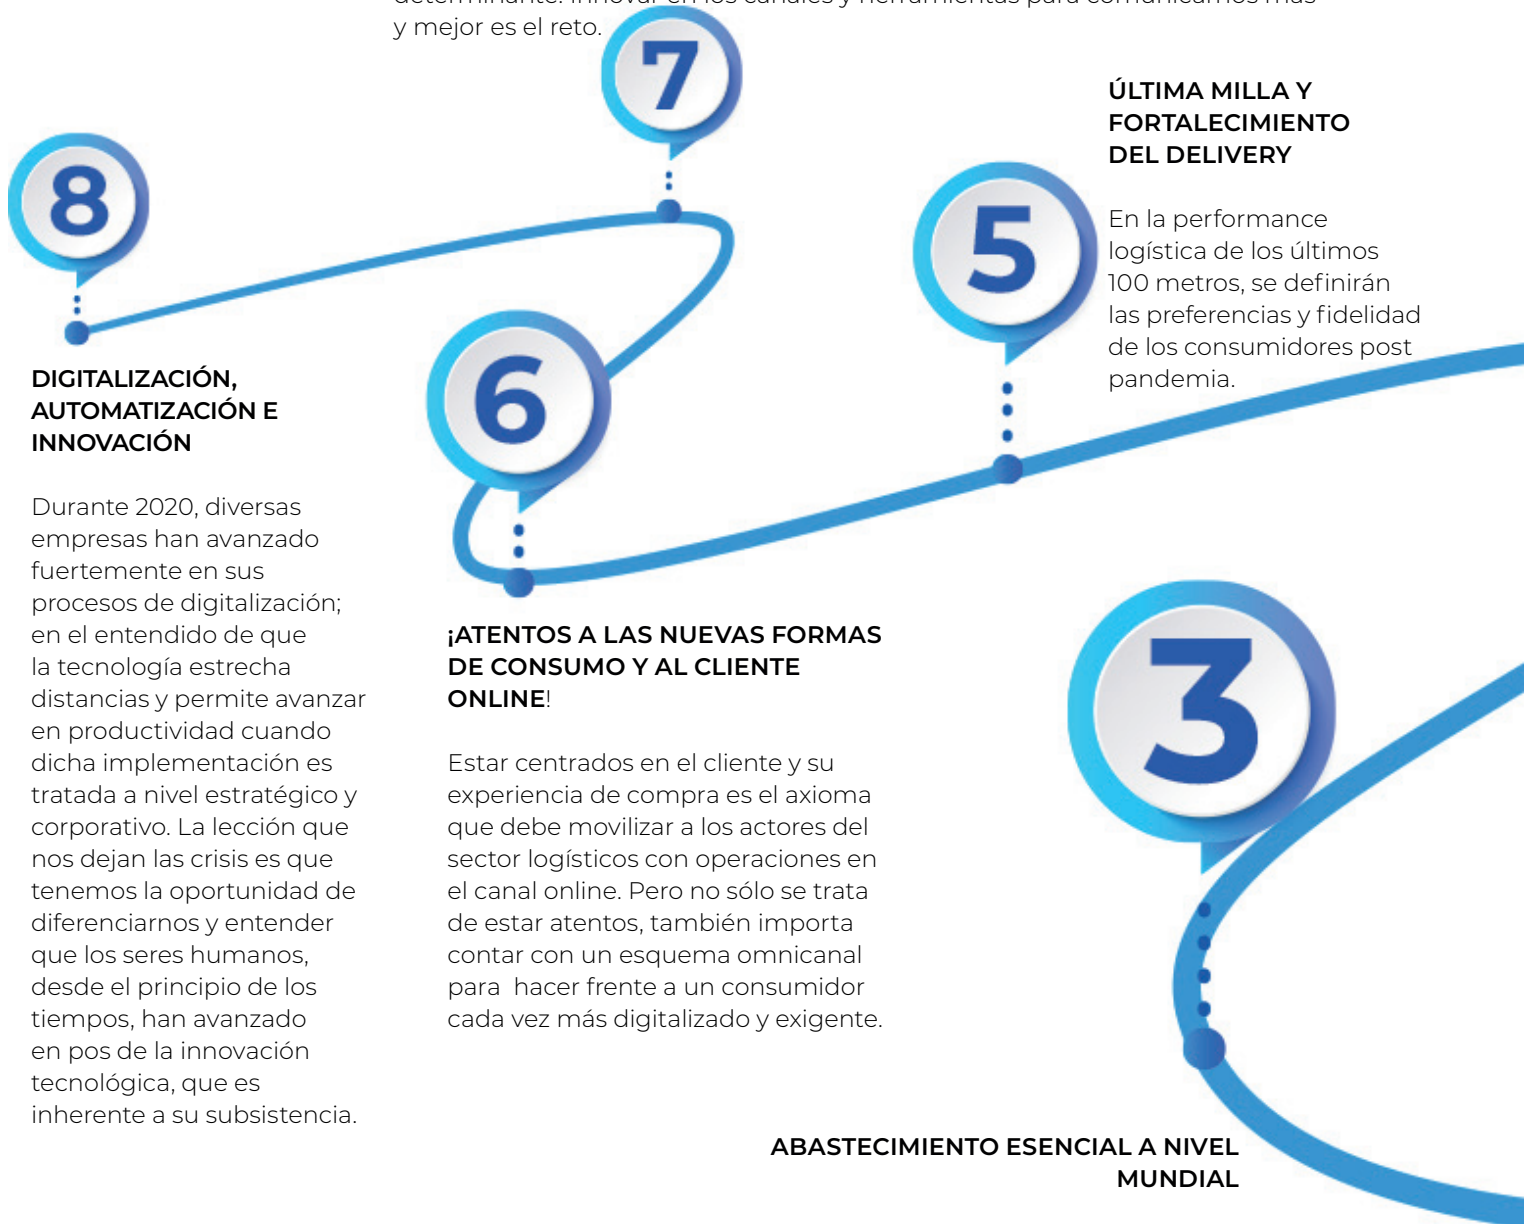 determinante. Innovar en los canales y herramientas para comunicarnos más
y mejor es el reto.
7
8
DIGITALIZACIÓN,
AUTOMATIZACIÓN E
INNOVACIÓN
Durante 2020, diversas
empresas han avanzado
fuertemente en sus
procesos de digitalización;
en el entendido de que
la tecnología estrecha
distancias y permite avanzar
en productividad cuando
dicha implementación es
tratada a nivel estratégico y
corporativo. La lección que
nos dejan las crisis es que
tenemos la oportunidad de
diferenciarnos y entender
que los seres humanos,
desde el principio de los
tiempos, han avanzado
en pos de la innovación
tecnológica, que es
inherente a su subsistencia.
6
¡ATENTOS A LAS NUEVAS FORMAS
DE CONSUMO Y AL CLIENTE
ONLINE!
Estar centrados en el cliente y su
experiencia de compra es el axioma
que debe movilizar a los actores del
sector logísticos con operaciones en
el canal online. Pero no sólo se trata
de estar atentos, también importa
contar con un esquema omnicanal
para  hacer frente a un consumidor
cada vez más digitalizado y exigente.
5
ÚLTIMA MILLA Y
FORTALECIMIENTO
DEL DELIVERY
En la performance
logística de los últimos
100 metros, se definirán
las preferencias y fidelidad
de los consumidores post
pandemia.
3
ABASTECIMIENTO ESENCIAL A NIVEL
MUNDIAL